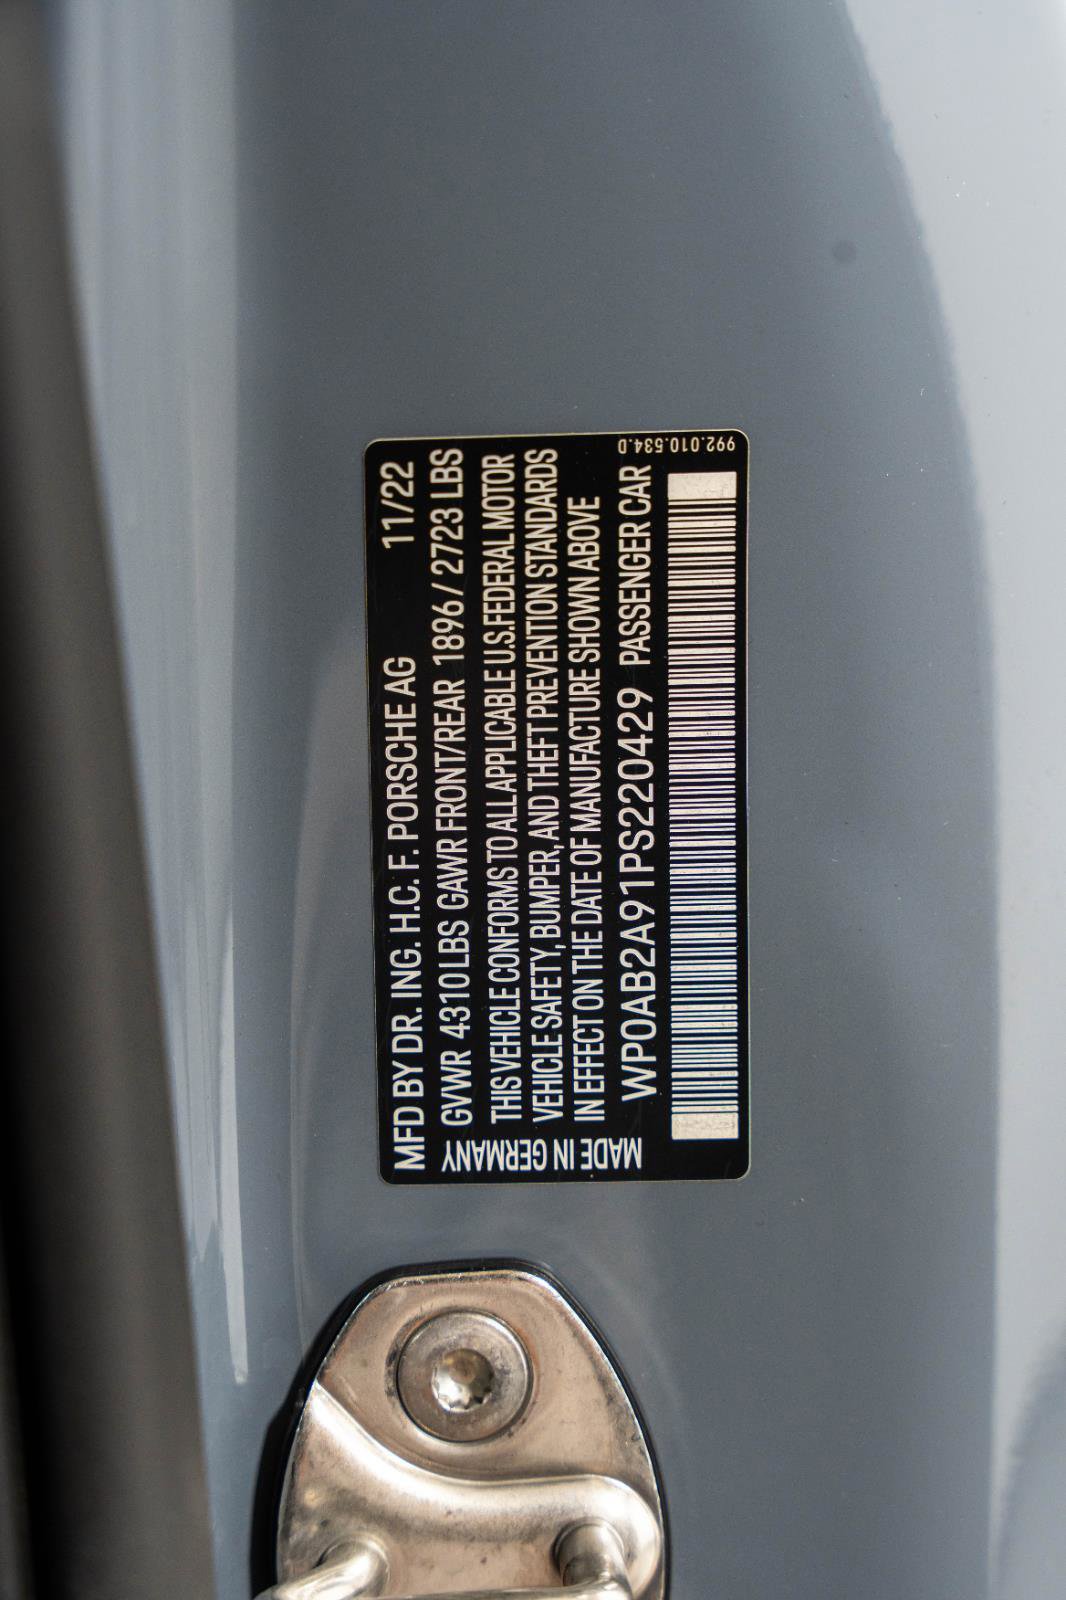 MFD BY DR. ING. H.C. F. PORSCHE AG 11/22
GVWR 4310 LBS GAWR FRONT/REAR 1896 / 2723 LBS
THIS VEHICLE CONFORMS TO ALL APPLICABLE U.S. FEDERAL MOTOR
VEHICLE SAFETY, BUMPER, AND THEFT PREVENTION STANDARDS
IN EFFECT ON THE DATE OF MANUFACTURE SHOWN ABOVE
WP0AB2A91PS220429 PASSENGER CAR
MADE IN GERMANY
992.010.534.D